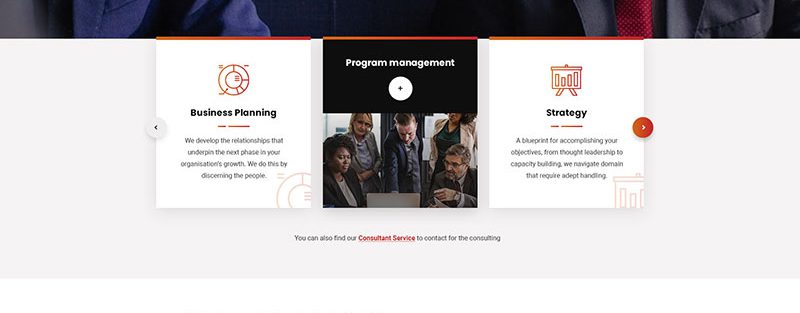 Program management
+
Business Planning
We develop the relationships that
underpin the next phase in your
organisation's growth. We do this by
discerning the people.
Strategy
A blueprint for accomplishing your
objectives, from thought leadership to
capacity building, we navigate domain
that require adept handling.
You can also find our Consultant Service to contact for the consulting